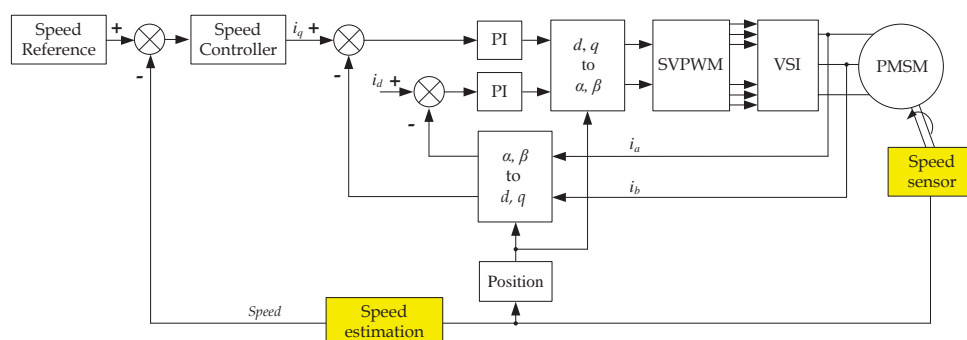 Speed
Reference
+
-
Speed
Controller
i_q +
-
i_d +
-
PI
PI
d, q
to
α, β
SVPWM
VSI
PMSM
α, β
to
d, q
i_a
i_b
Speed
sensor
Position
Speed
Speed
estimation